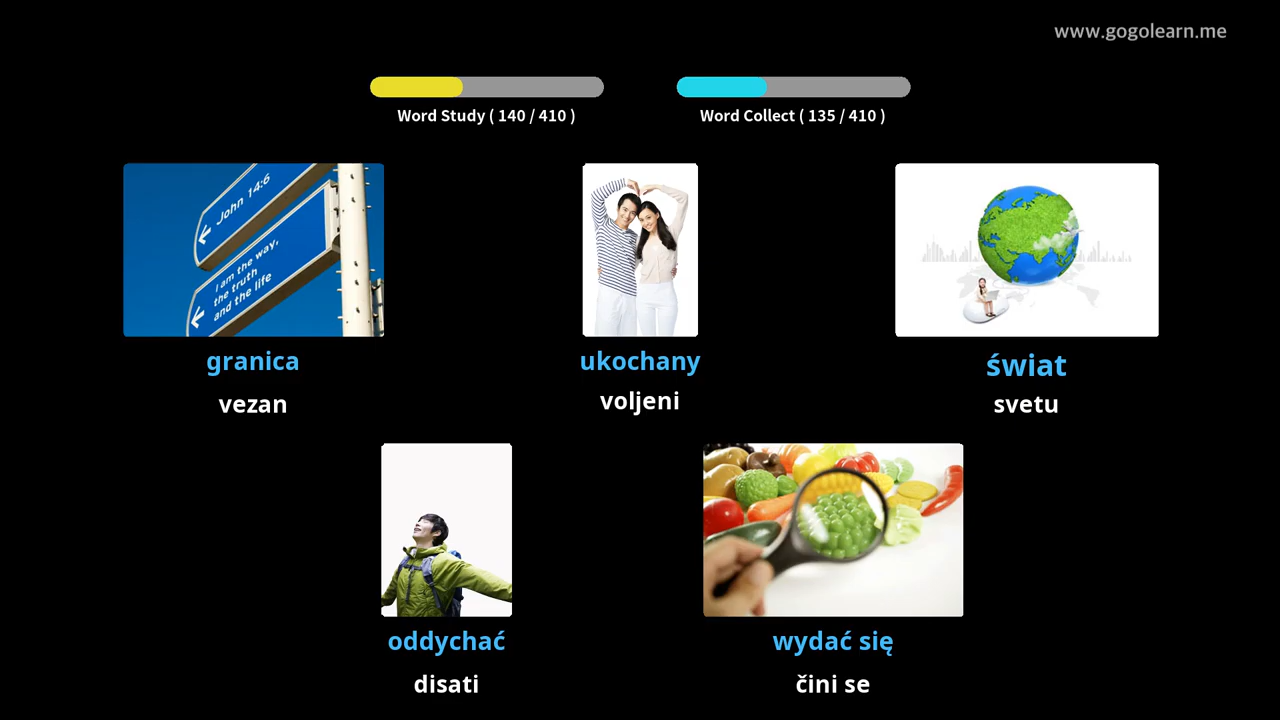 www.gogolearn.me
Word Study ( 140 / 410 )
Word Collect ( 135 / 410 )
John 14:6
I am the way,
the truth
and the life
granica
vezan
ukochany
voljeni
świat
svetu
oddychać
disati
wydać się
čini se